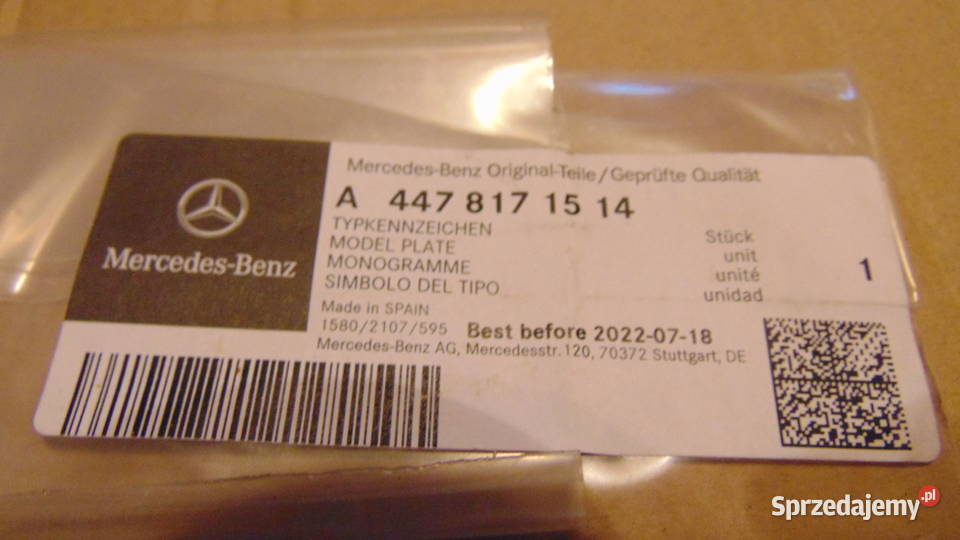 Mercedes-Benz
Mercedes-Benz Original-Teile/Geprüfte Qualität
A 447 817 15 14
TYPKENNZEICHEN
MODEL PLATE
MONOGRAMME
SIMBOLO DEL TIPO
Stück
unit
unité
unidad
1
Made in SPAIN
1580/2107/595 Best before 2022-07-18
Mercedes-Benz AG, Mercedesstr.120, 70372 Stuttgart, DE
Sprzedajemy.pl